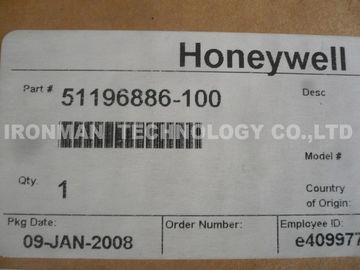 Honeywell
Part # 51196886-100 Desc
IRONMAN TECHNOLOGY CO.,LTD
Model #
Qty. 1 Country
of Origin:
Pkg Date: Order Number: Employee ID:
09-JAN-2008 e409977